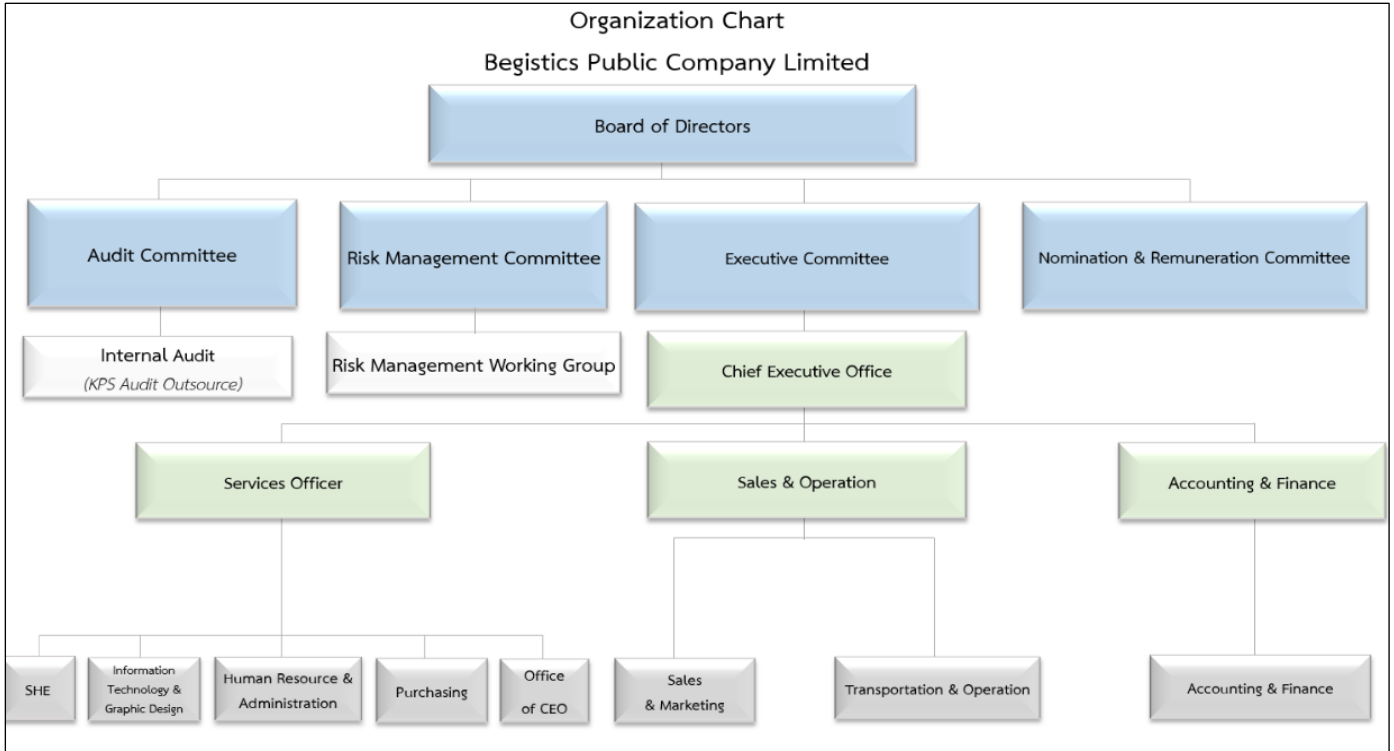 Organization Chart
Begistics Public Company Limited
Board of Directors
Audit Committee
Risk Management Committee
Executive Committee
Nomination & Remuneration Committee
Internal Audit
(KPS Audit Outsource)
Risk Management Working Group
Chief Executive Office
Services Officer
Sales & Operation
Accounting & Finance
SHE
Information
Technology &
Graphic Design
Human Resource &
Administration
Purchasing
Office
of CEO
Sales
& Marketing
Transportation & Operation
Accounting & Finance